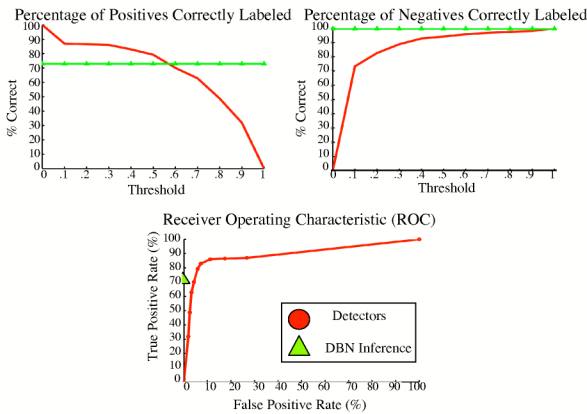 Percentage of Positives Correctly Labeled
% Correct
100
90
80
70
60
50
40
30
20
10
0
0 .1 .2 .3 .4 .5 .6 .7 .8 .9 1
Threshold
Percentage of Negatives Correctly Labeled
% Correct
100
90
80
70
60
50
40
30
20
10
0
0 .1 .2 .3 .4 .5 .6 .7 .8 .9 1
Threshold
Receiver Operating Characteristic (ROC)
True Positive Rate (%)
100
90
80
70
60
50
40
30
20
10
0
0 10 20 30 40 50 60 70 80 90 100
False Positive Rate (%)
Detectors
DBN Inference